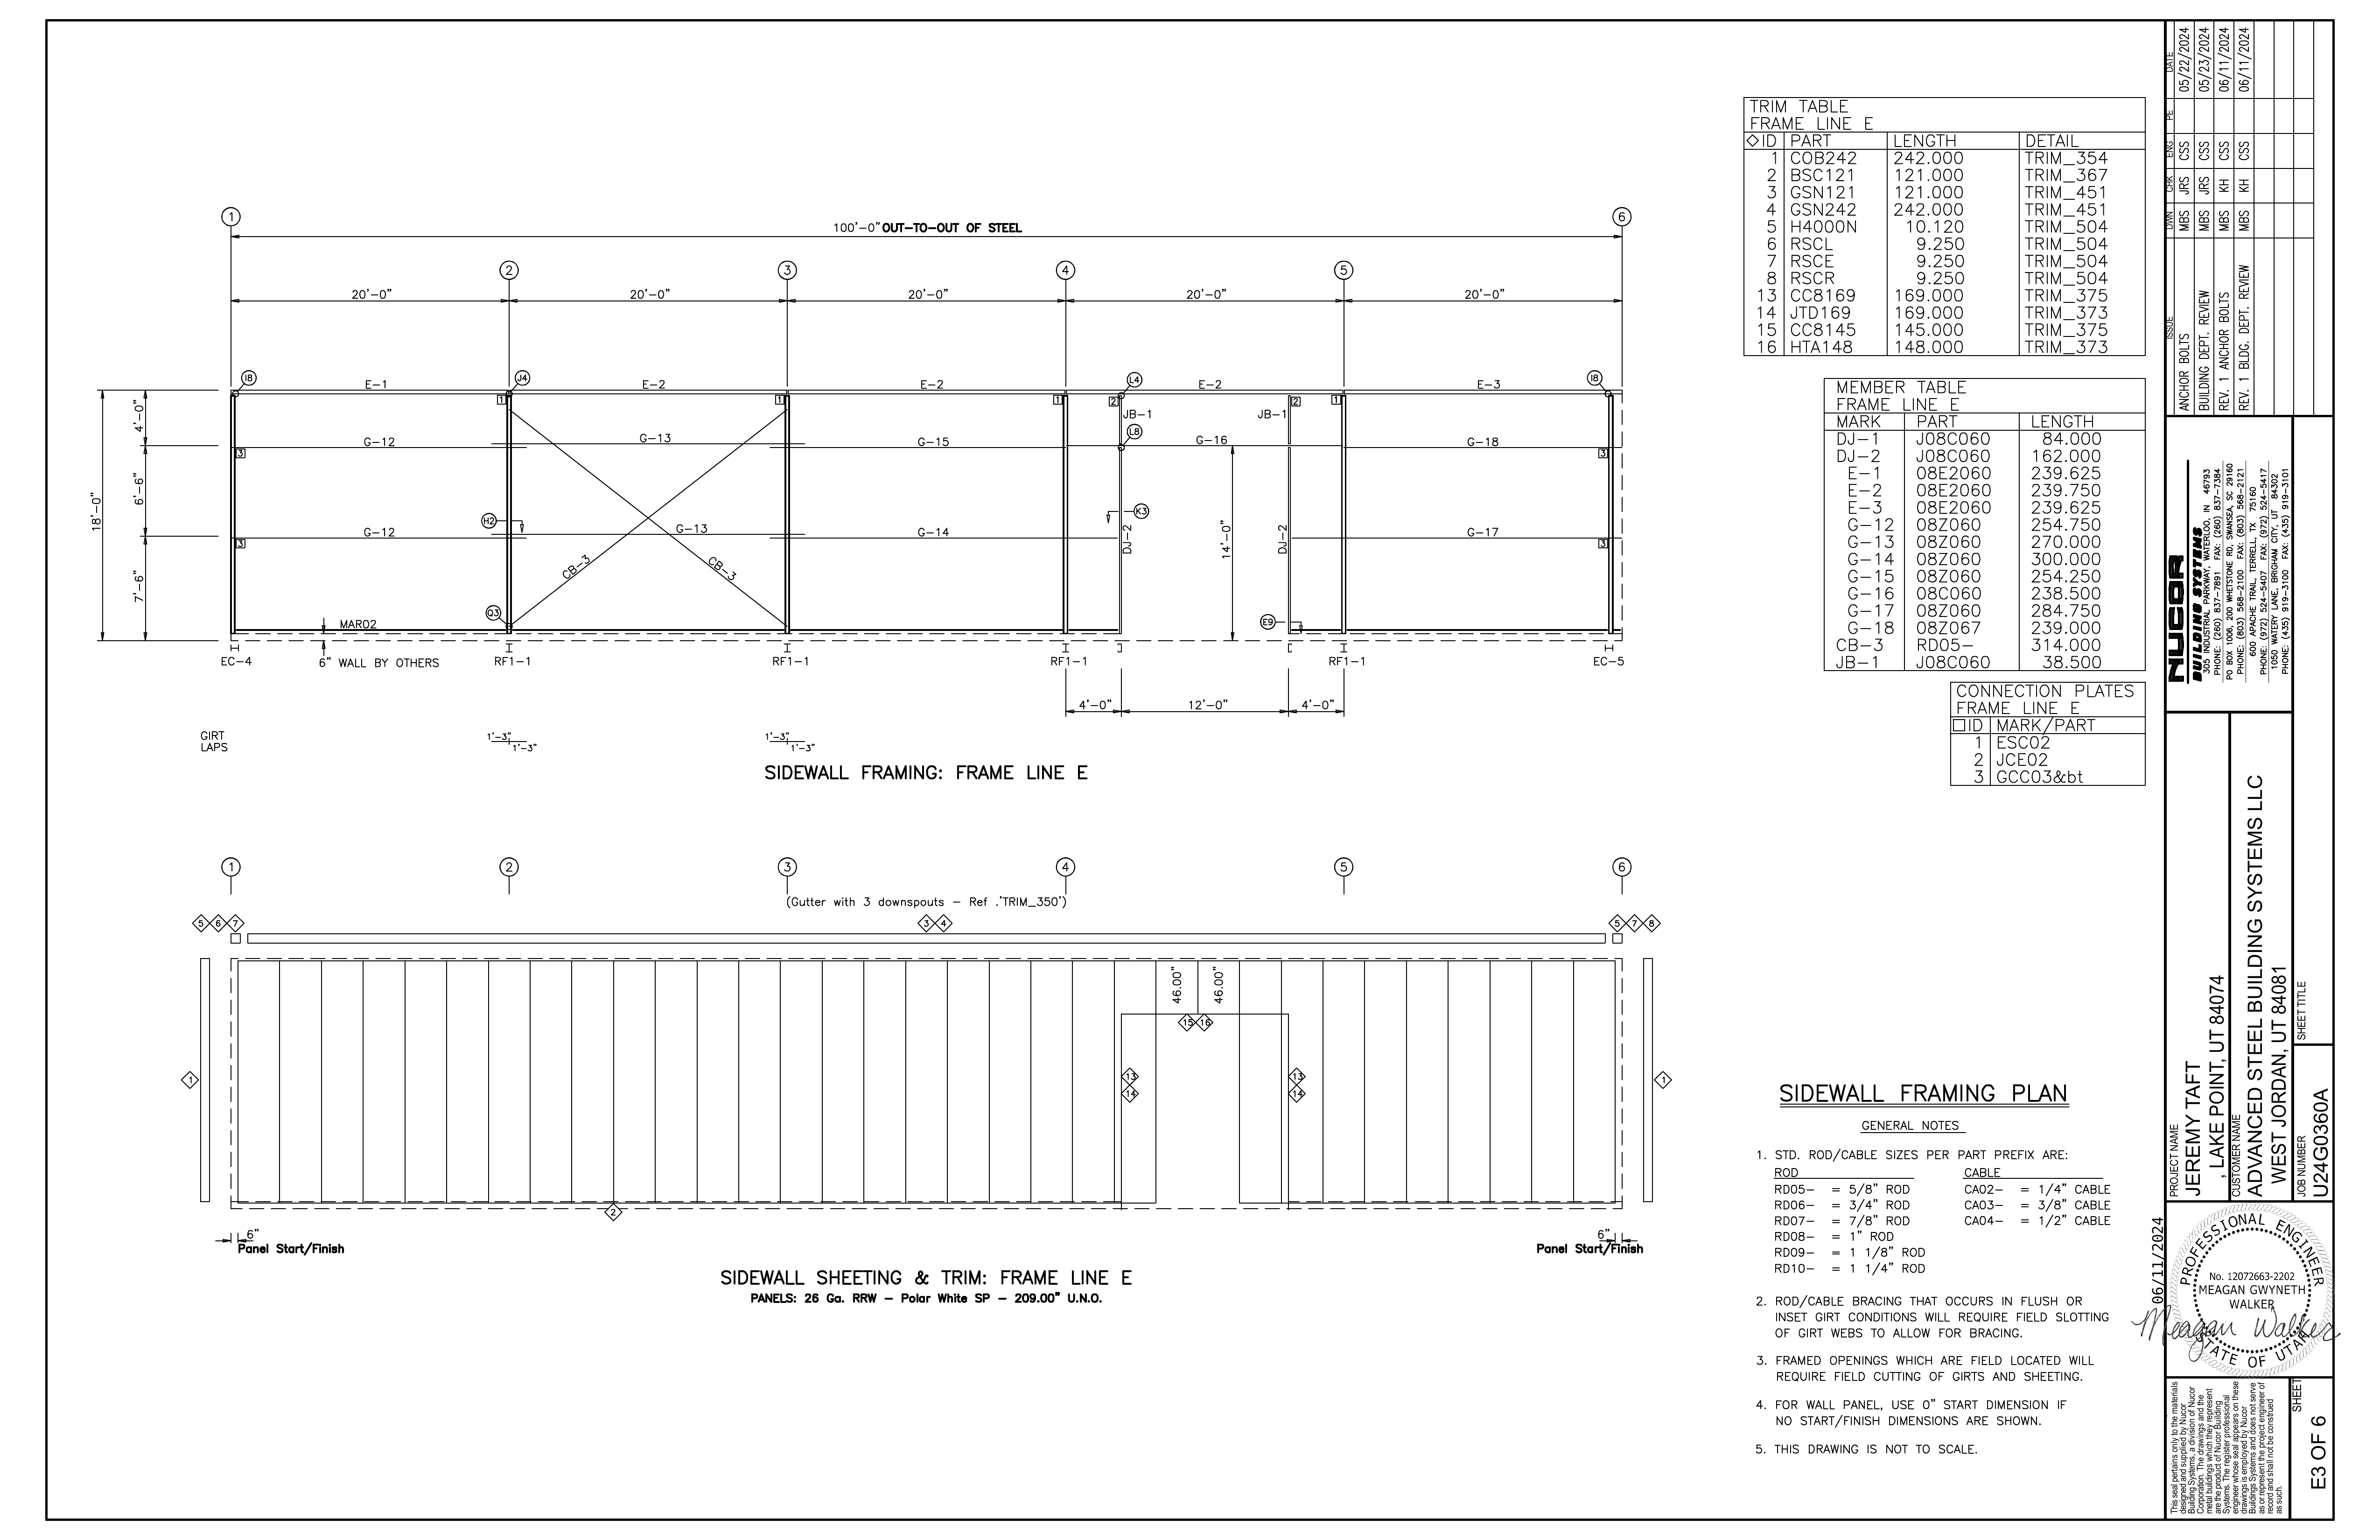 1
6
100'-0" OUT-TO-OUT OF STEEL
2
3
4
5
20'-0"
20'-0"
20'-0"
20'-0"
20'-0"
I8
E-1
J4
E-2
E-2
L4
E-2
E-3
I8
1
1
1
2
2
1
JB-1
JB-1
4'-0"
L8
G-12
G-13
G-15
G-16
G-18
3
3
18'-0"
6'-6"
H2
K3
G-12
G-13
G-14
DJ-2
14'-0"
DJ-2
G-17
3
3
CB-3
CB-3
7'-6"
Q3
E9
MAR02
EC-4
6" WALL BY OTHERS
RF1-1
RF1-1
RF1-1
RF1-1
EC-5
4'-0"
12'-0"
4'-0"
GIRT
LAPS
1'-3"
1'-3"
1'-3"
1'-3"
SIDEWALL FRAMING: FRAME LINE E
1
2
3
4
5
6
(Gutter with 3 downspouts - Ref .'TRIM_350')
5 6 7
3 4
5 7 8
46.00"
46.00"
15 16
1
13
14
13
14
1
2
6"
Panel Start/Finish
6"
Panel Start/Finish
SIDEWALL SHEETING & TRIM: FRAME LINE E
PANELS: 26 Ga. RRW - Polar White SP - 209.00" U.N.O.
TRIM TABLE
FRAME LINE E
◇ID PART LENGTH DETAIL
1 COB242 242.000 TRIM_354
2 BSC121 121.000 TRIM_367
3 GSN121 121.000 TRIM_451
4 GSN242 242.000 TRIM_451
5 H4000N 10.120 TRIM_504
6 RSCL 9.250 TRIM_504
7 RSCE 9.250 TRIM_504
8 RSCR 9.250 TRIM_504
13 CC8169 169.000 TRIM_375
14 JTD169 169.000 TRIM_373
15 CC8145 145.000 TRIM_375
16 HTA148 148.000 TRIM_373
MEMBER TABLE
FRAME LINE E
MARK PART LENGTH
DJ-1 J08C060 84.000
DJ-2 J08C060 162.000
E-1 08E2060 239.625
E-2 08E2060 239.750
E-3 08E2060 239.625
G-12 08Z060 254.750
G-13 08Z060 270.000
G-14 08Z060 300.000
G-15 08Z060 254.250
G-16 08C060 238.500
G-17 08Z060 284.750
G-18 08Z067 239.000
CB-3 RD05- 314.000
JB-1 J08C060 38.500
CONNECTION PLATES
FRAME LINE E
□ID MARK/PART
1 ESC02
2 JCE02
3 GCC03&bt
SIDEWALL FRAMING PLAN
GENERAL NOTES
1. STD. ROD/CABLE SIZES PER PART PREFIX ARE:
ROD CABLE
RD05- = 5/8" ROD CA02- = 1/4" CABLE
RD06- = 3/4" ROD CA03- = 3/8" CABLE
RD07- = 7/8" ROD CA04- = 1/2" CABLE
RD08- = 1" ROD
RD09- = 1 1/8" ROD
RD10- = 1 1/4" ROD
2. ROD/CABLE BRACING THAT OCCURS IN FLUSH OR
INSET GIRT CONDITIONS WILL REQUIRE FIELD SLOTTING
OF GIRT WEBS TO ALLOW FOR BRACING.
3. FRAMED OPENINGS WHICH ARE FIELD LOCATED WILL
REQUIRE FIELD CUTTING OF GIRTS AND SHEETING.
4. FOR WALL PANEL, USE 0" START DIMENSION IF
NO START/FINISH DIMENSIONS ARE SHOWN.
5. THIS DRAWING IS NOT TO SCALE.
ISSUE DWN CHK ENG PE DATE
ANCHOR BOLTS MBS JRS CSS 05/22/2024
BUILDING DEPT. REVIEW MBS JRS CSS 05/23/2024
REV. 1 ANCHOR BOLTS MBS KH CSS 06/11/2024
REV. 1 BLDG. DEPT. REVIEW MBS KH CSS 06/11/2024
NUCOR
BUILDING SYSTEMS
305 INDUSTRIAL PARKWAY, WATERLOO, IN 46793
PHONE: (260) 837-7891 FAX: (260) 837-7384
PO BOX 1006, 200 WHETSTONE RD, SWANSEA, SC 29160
PHONE: (803) 568-2100 FAX: (803) 568-2121
600 APACHE TRAIL, TERRELL, TX 75160
PHONE: (972) 524-5407 FAX: (972) 524-5417
1050 WATERY LANE, BRIGHAM CITY, UT 84302
PHONE: (435) 919-3100 FAX: (435) 919-3101
PROJECT NAME
JEREMY TAFT
, LAKE POINT, UT 84074
CUSTOMER NAME
ADVANCED STEEL BUILDING SYSTEMS LLC
WEST JORDAN, UT 84081
SHEET TITLE
JOB NUMBER
U24G0360A
06/11/2024
PROFESSIONAL ENGINEER
No. 12072663-2202
MEAGAN GWYNETH
WALKER
STATE OF UTAH
Meagan Walker
This seal pertains only to the materials
designed and supplied by Nucor
Building Systems, a division of Nucor
Corporation. The drawings and the
metal buildings which they represent
are the product of Nucor Building
Systems. The register professional
engineer whose seal appears on these
drawings is employed by Nucor
Buildings Systems and does not serve
as or represent the project engineer of
record and shall not be construed
as such.
SHEET
E3 OF 6